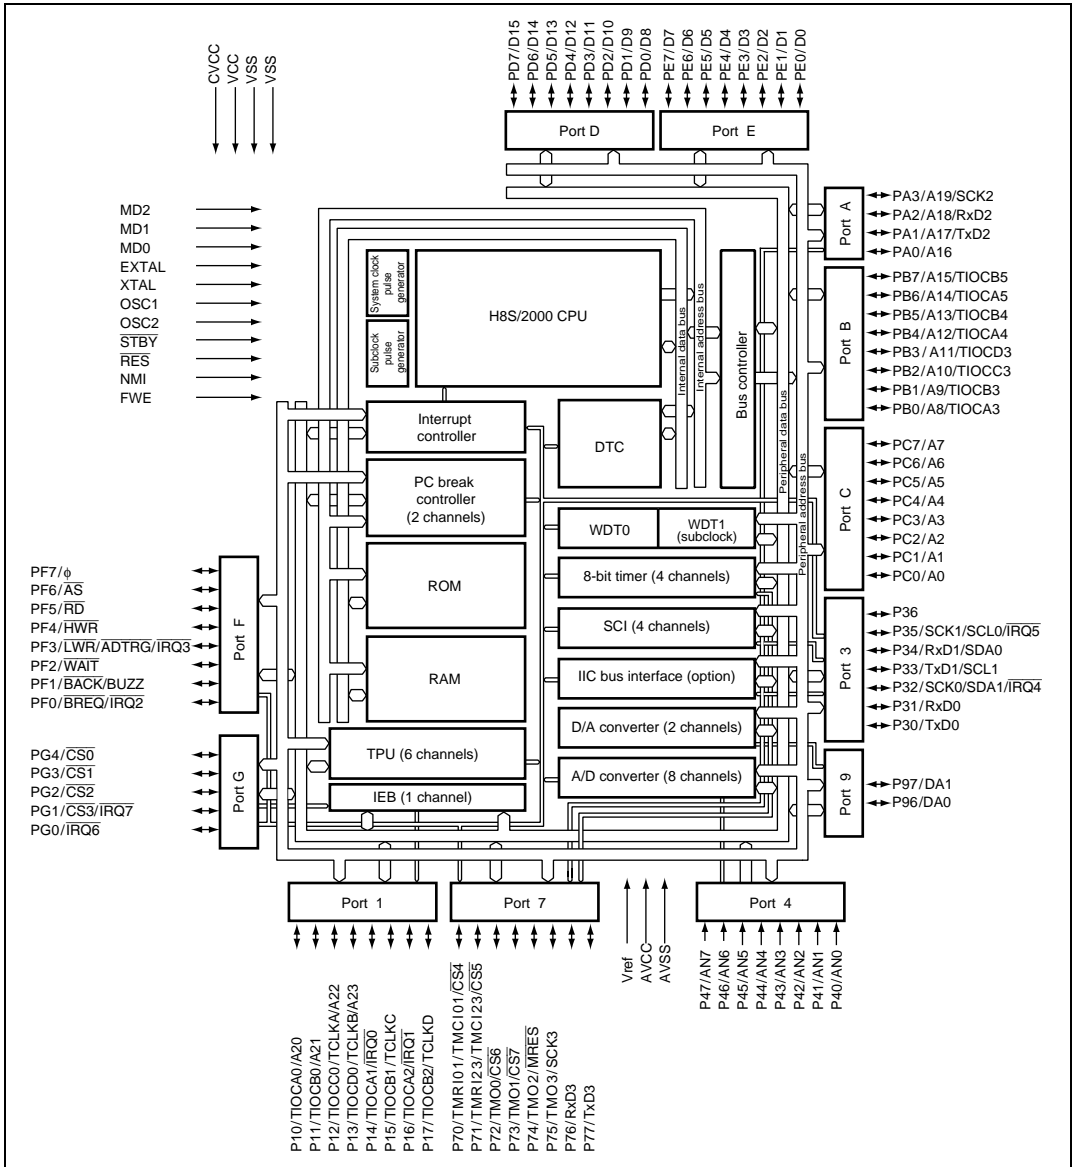 CVCC
VCC
VSS
VSS
PD7/D15
PD6/D14
PD5/D13
PD4/D12
PD3/D11
PD2/D10
PD1/D9
PD0/D8
PE7/D7
PE6/D6
PE5/D5
PE4/D4
PE3/D3
PE2/D2
PE1/D1
PE0/D0
Port D
Port E
MD2
MD1
MD0
EXTAL
XTAL
OSC1
OSC2
STBY
RES
NMI
FWE
System clock pulse generator
Subclock pulse generator
H8S/2000 CPU
Internal data bus
Internal address bus
Bus controller
Peripheral data bus
Peripheral address bus
Interrupt
controller
DTC
PC break
controller
(2 channels)
WDT0
WDT1
(subclock)
ROM
8-bit timer (4 channels)
SCI (4 channels)
RAM
IIC bus interface (option)
D/A converter (2 channels)
TPU (6 channels)
A/D converter (8 channels)
IEB (1 channel)
Port A
PA3/A19/SCK2
PA2/A18/RxD2
PA1/A17/TxD2
PA0/A16
Port B
PB7/A15/TIOCB5
PB6/A14/TIOCA5
PB5/A13/TIOCB4
PB4/A12/TIOCA4
PB3/A11/TIOCD3
PB2/A10/TIOCC3
PB1/A9/TIOCB3
PB0/A8/TIOCA3
Port C
PC7/A7
PC6/A6
PC5/A5
PC4/A4
PC3/A3
PC2/A2
PC1/A1
PC0/A0
Port 3
P36
P35/SCK1/SCL0/IRQ5
P34/RxD1/SDA0
P33/TxD1/SCL1
P32/SCK0/SDA1/IRQ4
P31/RxD0
P30/TxD0
Port 9
P97/DA1
P96/DA0
PF7/ϕ
PF6/AS
PF5/RD
PF4/HWR
PF3/LWR/ADTRG/IRQ3
PF2/WAIT
PF1/BACK/BUZZ
PF0/BREQ/IRQ2
Port F
PG4/CS0
PG3/CS1
PG2/CS2
PG1/CS3/IRQ7
PG0/IRQ6
Port G
Port 1
Port 7
Port 4
P10/TIOCA0/A20
P11/TIOCB0/A21
P12/TIOCC0/TCLKA/A22
P13/TIOCD0/TCLKB/A23
P14/TIOCA1/IRQ0
P15/TIOCB1/TCLKC
P16/TIOCA2/IRQ1
P17/TIOCB2/TCLKD
P70/TMRI01/TMCI01/CS4
P71/TMRI23/TMCI23/CS5
P72/TMO0/CS6
P73/TMO1/CS7
P74/TMO2/MRES
P75/TMO3/SCK3
P76/RxD3
P77/TxD3
Vref
AVCC
AVSS
P47/AN7
P46/AN6
P45/AN5
P44/AN4
P43/AN3
P42/AN2
P41/AN1
P40/AN0